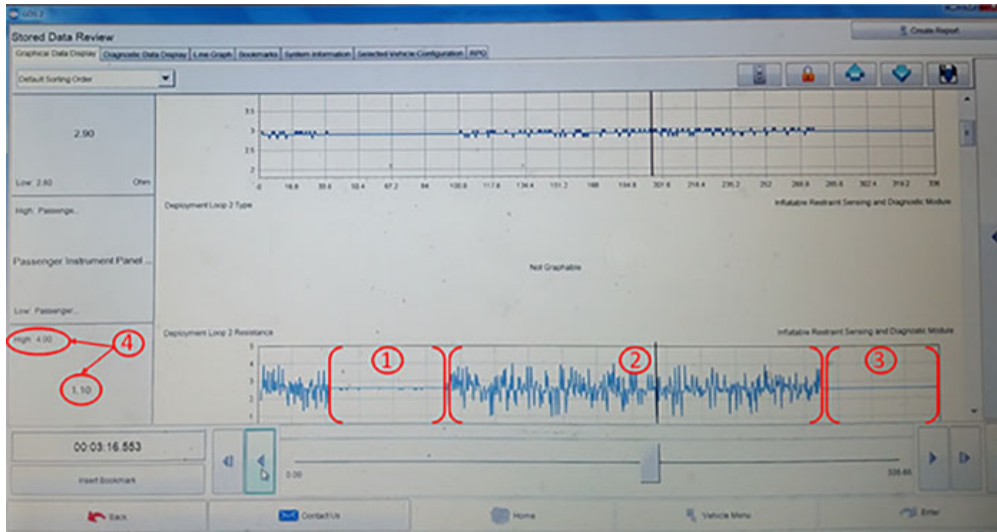 GDS 2
Stored Data Review
Create Report
Graphical Data Display Diagnostic Data Display Line Graph Bookmarks System Information Selected Vehicle Configuration RPO
Default Sorting Order
2.90
Low: 2.80 Ohm
3.5
3
2.5
2
0 16.8 33.6 50.4 67.2 84 100.8 117.6 134.4 151.2 168 184.8 201.6 218.4 235.2 252 268.8 285.6 302.4 319.2 336
High: Passenge...
Passenger Instrument Panel ...
Low: Passenger...
Deployment Loop 2 Type
Inflatable Restraint Sensing and Diagnostic Module
Not Graphable
High: 4.90
④
1.10
Deployment Loop 2 Resistance
Inflatable Restraint Sensing and Diagnostic Module
5
4
3
2
1
① ② ③
00:03:16.553
Insert Bookmark
0.00
Back
Contact Us
Home
Vehicle Menu
Enter